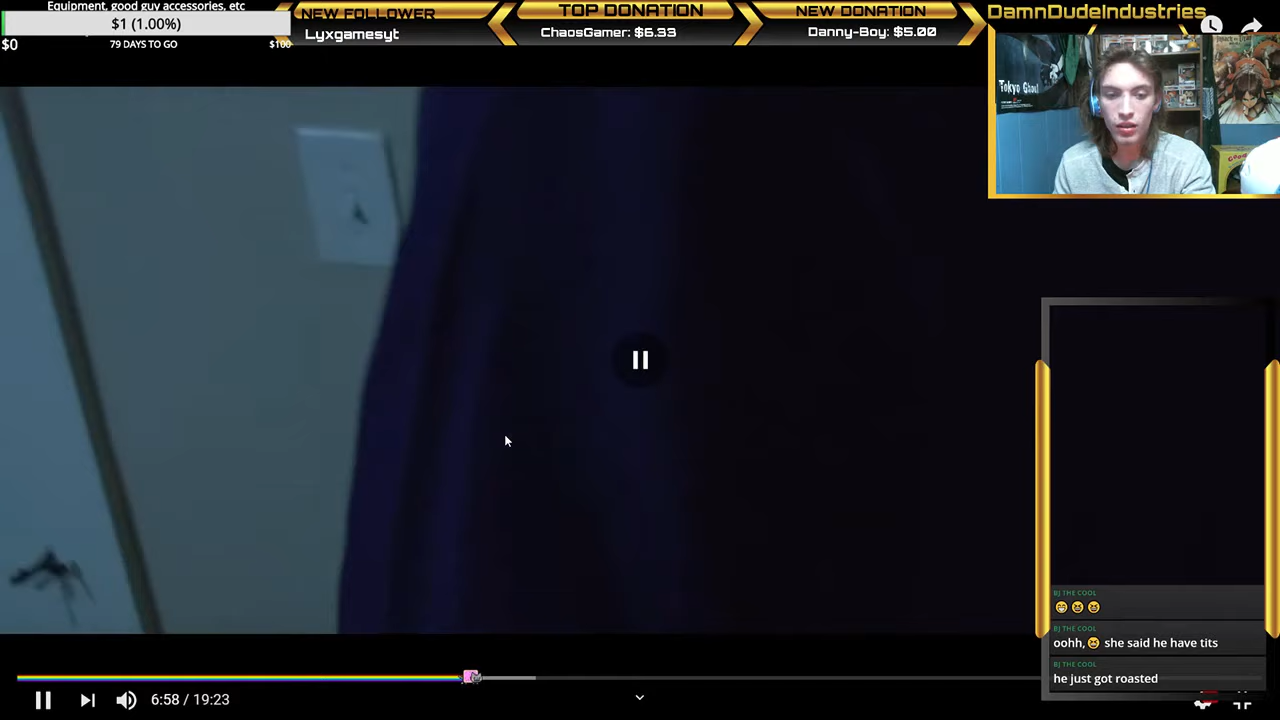 Equipment, good guy accessories, etc
$1 (1.00%)
$0
79 DAYS TO GO
$100
NEW FOLLOWER
Lyxgamesyt
TOP DONATION
ChaosGamer: $6.33
NEW DONATION
Danny-Boy: $5.00
DamnDudeIndustries
Tokyo Ghoul
BJ THE COOL
😁 😆 😆
BJ THE COOL
oohh,😆 she said he have tits
BJ THE COOL
he just got roasted
6:58 / 19:23